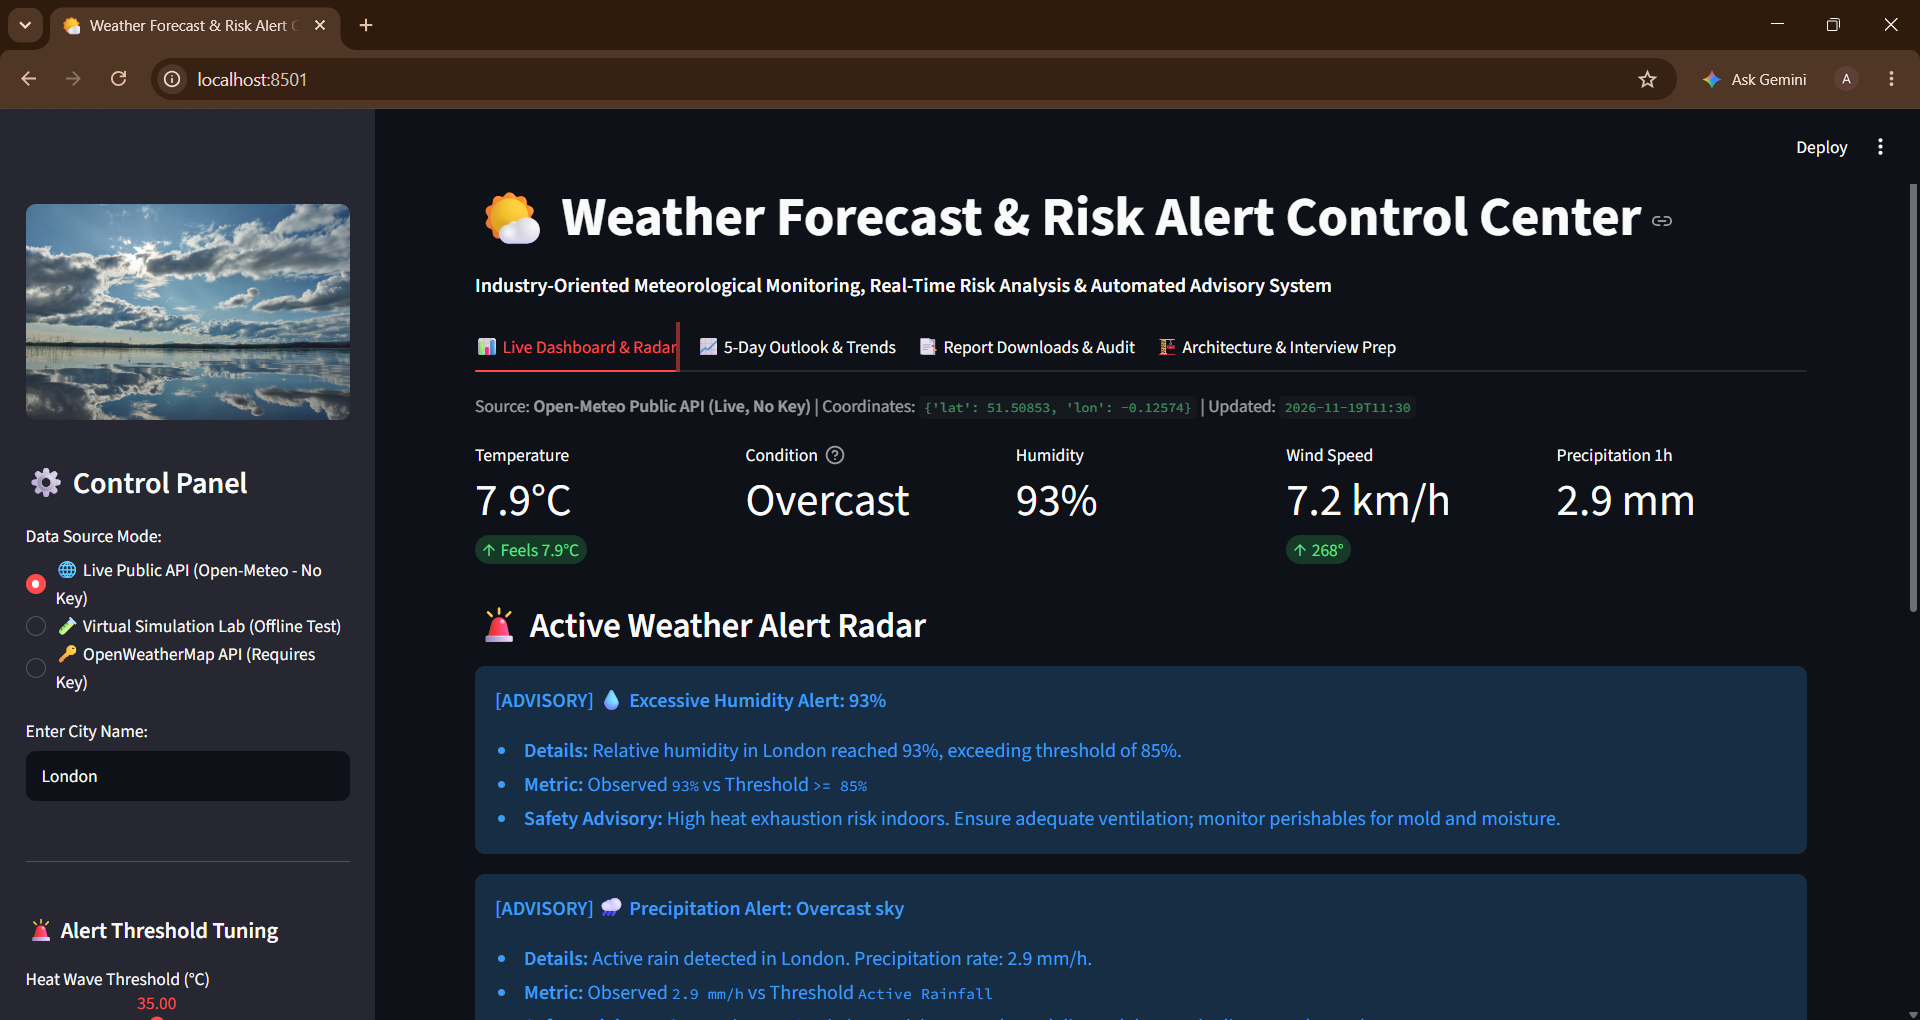 Weather Forecast & Risk Alert C
localhost:8501
Ask Gemini
A
Deploy
Control Panel
Data Source Mode:
🌐 Live Public API (Open-Meteo - No
Key)
🧪 Virtual Simulation Lab (Offline Test)
🔑 OpenWeatherMap API (Requires
Key)
Enter City Name:
London
Alert Threshold Tuning
Heat Wave Threshold (°C)
35.00
Weather Forecast & Risk Alert Control Center
Industry-Oriented Meteorological Monitoring, Real-Time Risk Analysis & Automated Advisory System
Live Dashboard & Radar 5-Day Outlook & Trends Report Downloads & Audit Architecture & Interview Prep
Source: Open-Meteo Public API (Live, No Key) | Coordinates: {'lat': 51.50853, 'lon': -0.12574} | Updated: 2026-11-19T11:30
Temperature Condition Humidity Wind Speed Precipitation 1h
7.9°C Overcast 93% 7.2 km/h 2.9 mm
↑ Feels 7.9°C ↑ 268°
Active Weather Alert Radar
[ADVISORY] 💧 Excessive Humidity Alert: 93%
• Details: Relative humidity in London reached 93%, exceeding threshold of 85%.
• Metric: Observed 93% vs Threshold >= 85%
• Safety Advisory: High heat exhaustion risk indoors. Ensure adequate ventilation; monitor perishables for mold and moisture.
[ADVISORY] 🌧️ Precipitation Alert: Overcast sky
• Details: Active rain detected in London. Precipitation rate: 2.9 mm/h.
• Metric: Observed 2.9 mm/h vs Threshold Active Rainfall